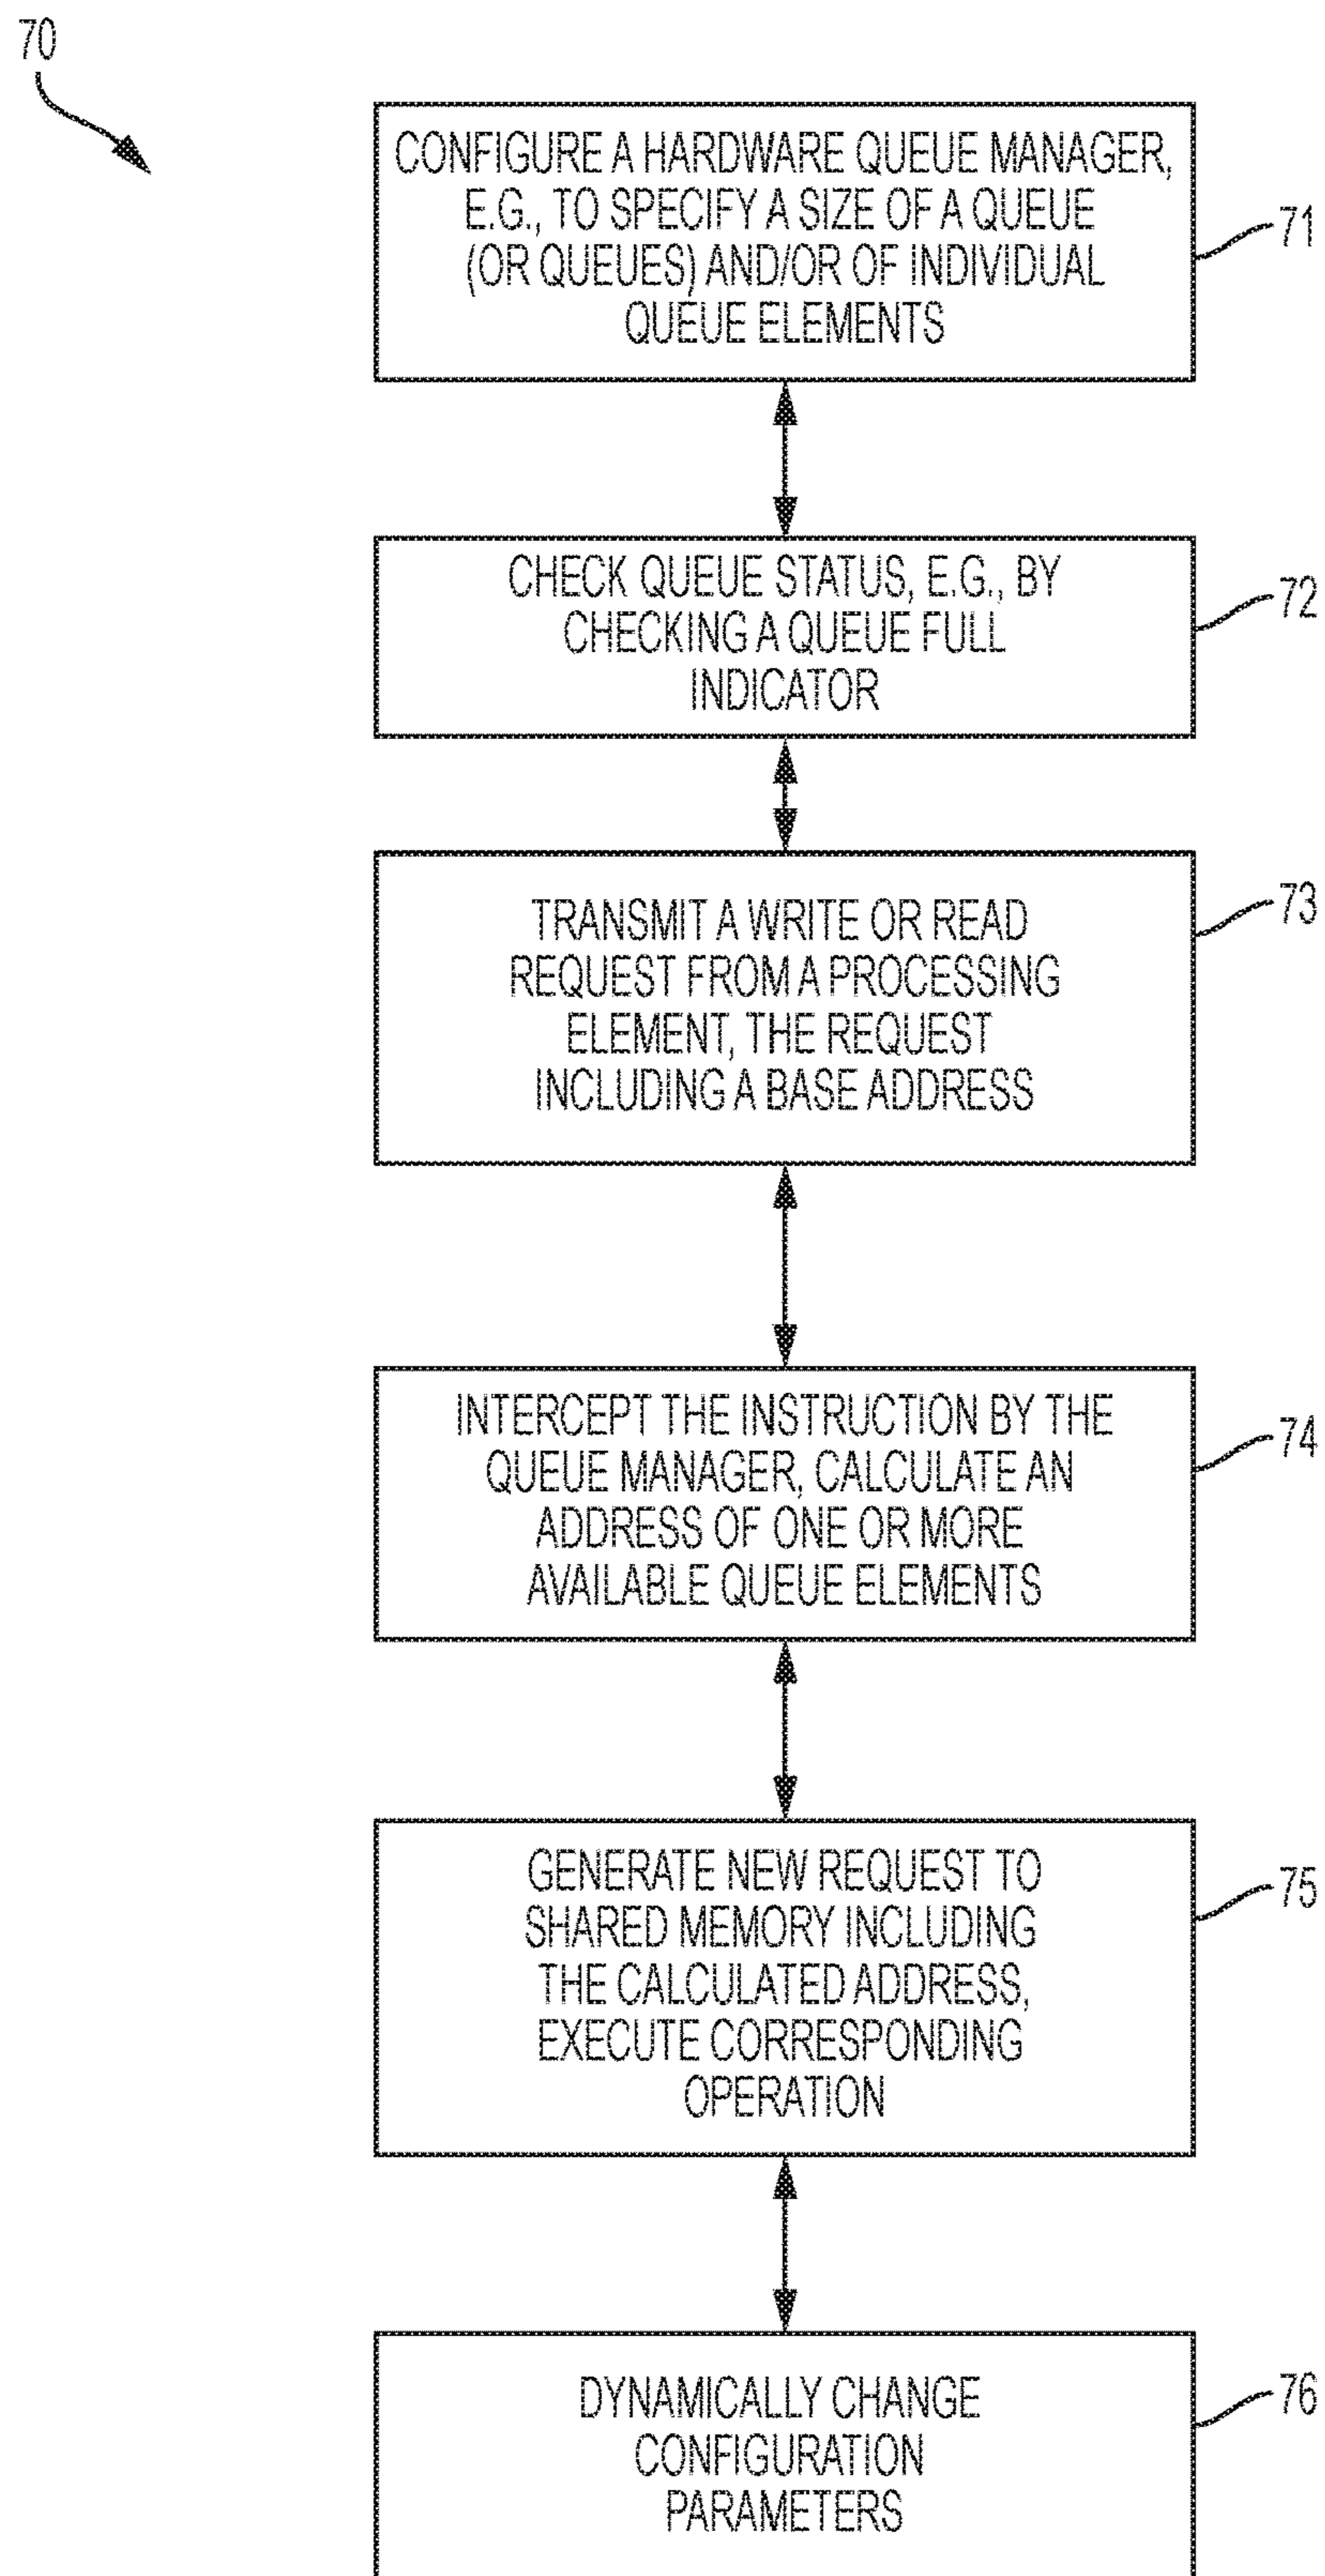 70
CONFIGURE A HARDWARE QUEUE MANAGER,
E.G., TO SPECIFY A SIZE OF A QUEUE
(OR QUEUES) AND/OR OF INDIVIDUAL
QUEUE ELEMENTS
71
CHECK QUEUE STATUS, E.G., BY
CHECKING A QUEUE FULL
INDICATOR
72
TRANSMIT A WRITE OR READ
REQUEST FROM A PROCESSING
ELEMENT, THE REQUEST
INCLUDING A BASE ADDRESS
73
INTERCEPT THE INSTRUCTION BY THE
QUEUE MANAGER, CALCULATE AN
ADDRESS OF ONE OR MORE
AVAILABLE QUEUE ELEMENTS
74
GENERATE NEW REQUEST TO
SHARED MEMORY INCLUDING
THE CALCULATED ADDRESS,
EXECUTE CORRESPONDING
OPERATION
75
DYNAMICALLY CHANGE
CONFIGURATION
PARAMETERS
76